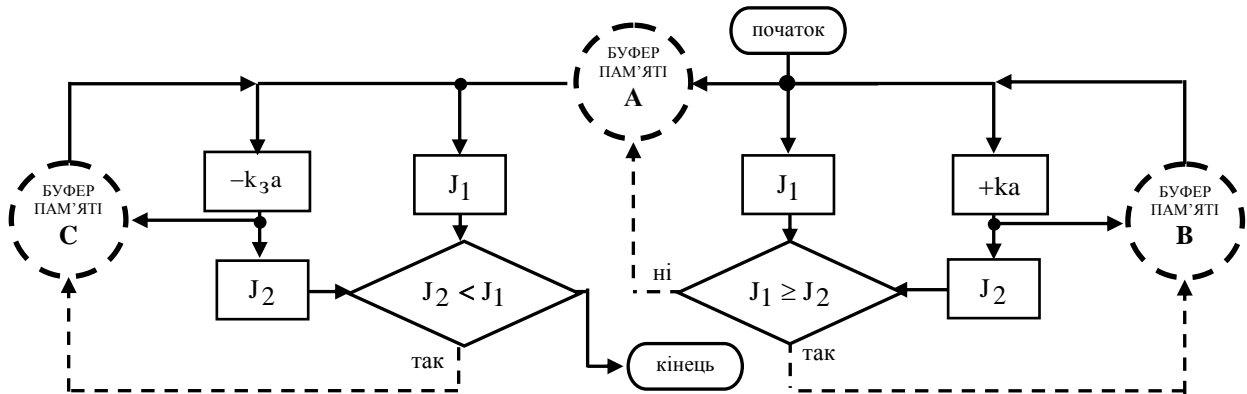 початок
БУФЕР
ПАМ’ЯТІ
A
−kза
J1
J1
+ka
БУФЕР
ПАМ’ЯТІ
C
БУФЕР
ПАМ’ЯТІ
B
J2
J2 < J1
ні
J1 ≥ J2
J2
так
кінець
так